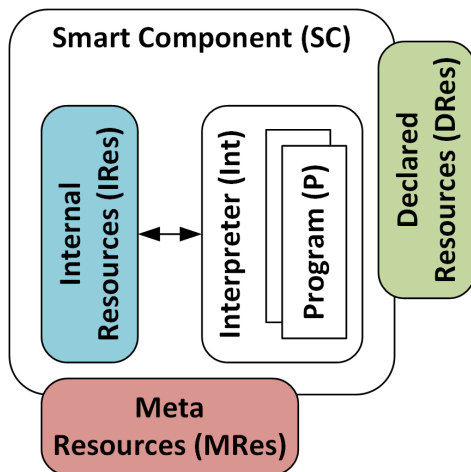 Smart Component (SC)
Internal
Resources (IRes)
Interpreter (Int)
Program (P)
Declared
Resources (DRes)
Meta
Resources (MRes)